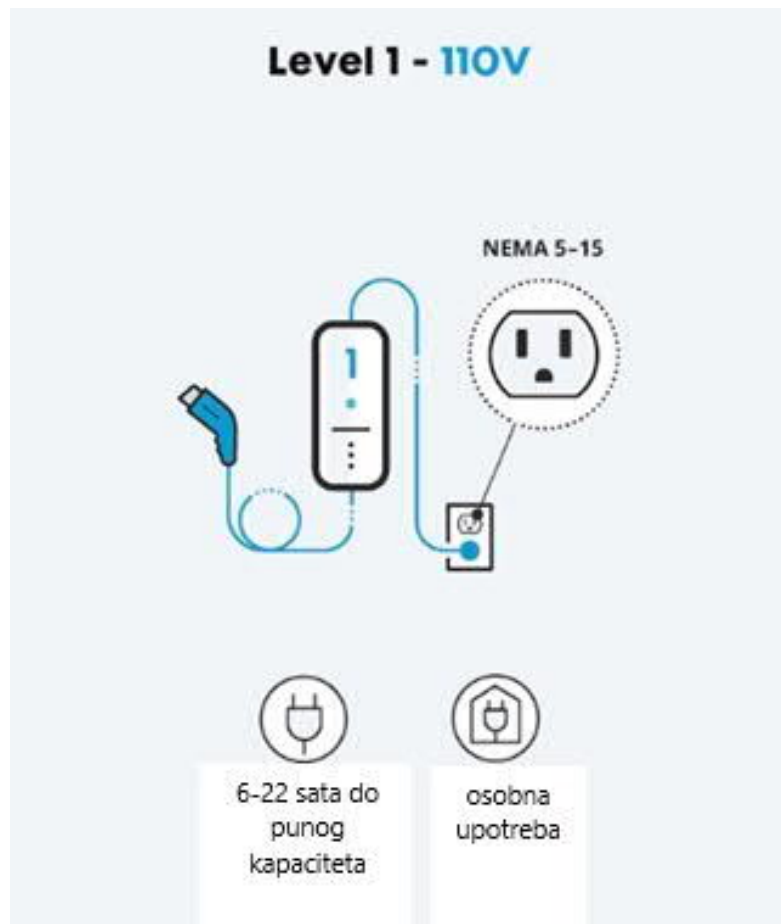 Level 1 - 110V
NEMA 5-15
1
6-22 sata do
punog
kapaciteta
osobna
upotreba